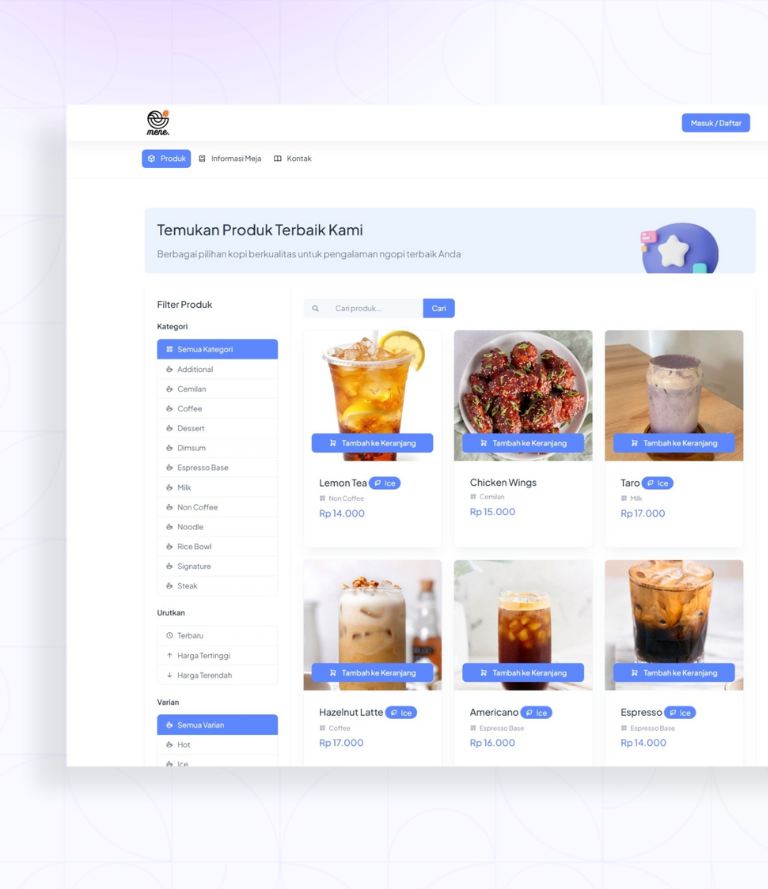 mene.
Masuk / Daftar
Produk
Informasi Meja
Kontak
Temukan Produk Terbaik Kami
Berbagai pilihan kopi berkualitas untuk pengalaman ngopi terbaik Anda
Filter Produk
Kategori
Semua Kategori
Additional
Cemilan
Coffee
Dessert
Dimsum
Espresso Base
Milk
Non Coffee
Noodle
Rice Bowl
Signature
Steak
Urutkan
Terbaru
Harga Tertinggi
Harga Terendah
Varian
Semua Varian
Hot
Ice
Cari produk...
Cari
Tambah ke Keranjang
Lemon Tea Ice
Non Coffee
Rp 14.000
Tambah ke Keranjang
Chicken Wings
Cemilan
Rp 15.000
Tambah ke Keranjang
Taro Ice
Milk
Rp 17.000
Tambah ke Keranjang
Hazelnut Latte Ice
Coffee
Rp 17.000
Tambah ke Keranjang
Americano Ice
Espresso Base
Rp 16.000
Tambah ke Keranjang
Espresso Ice
Espresso Base
Rp 14.000